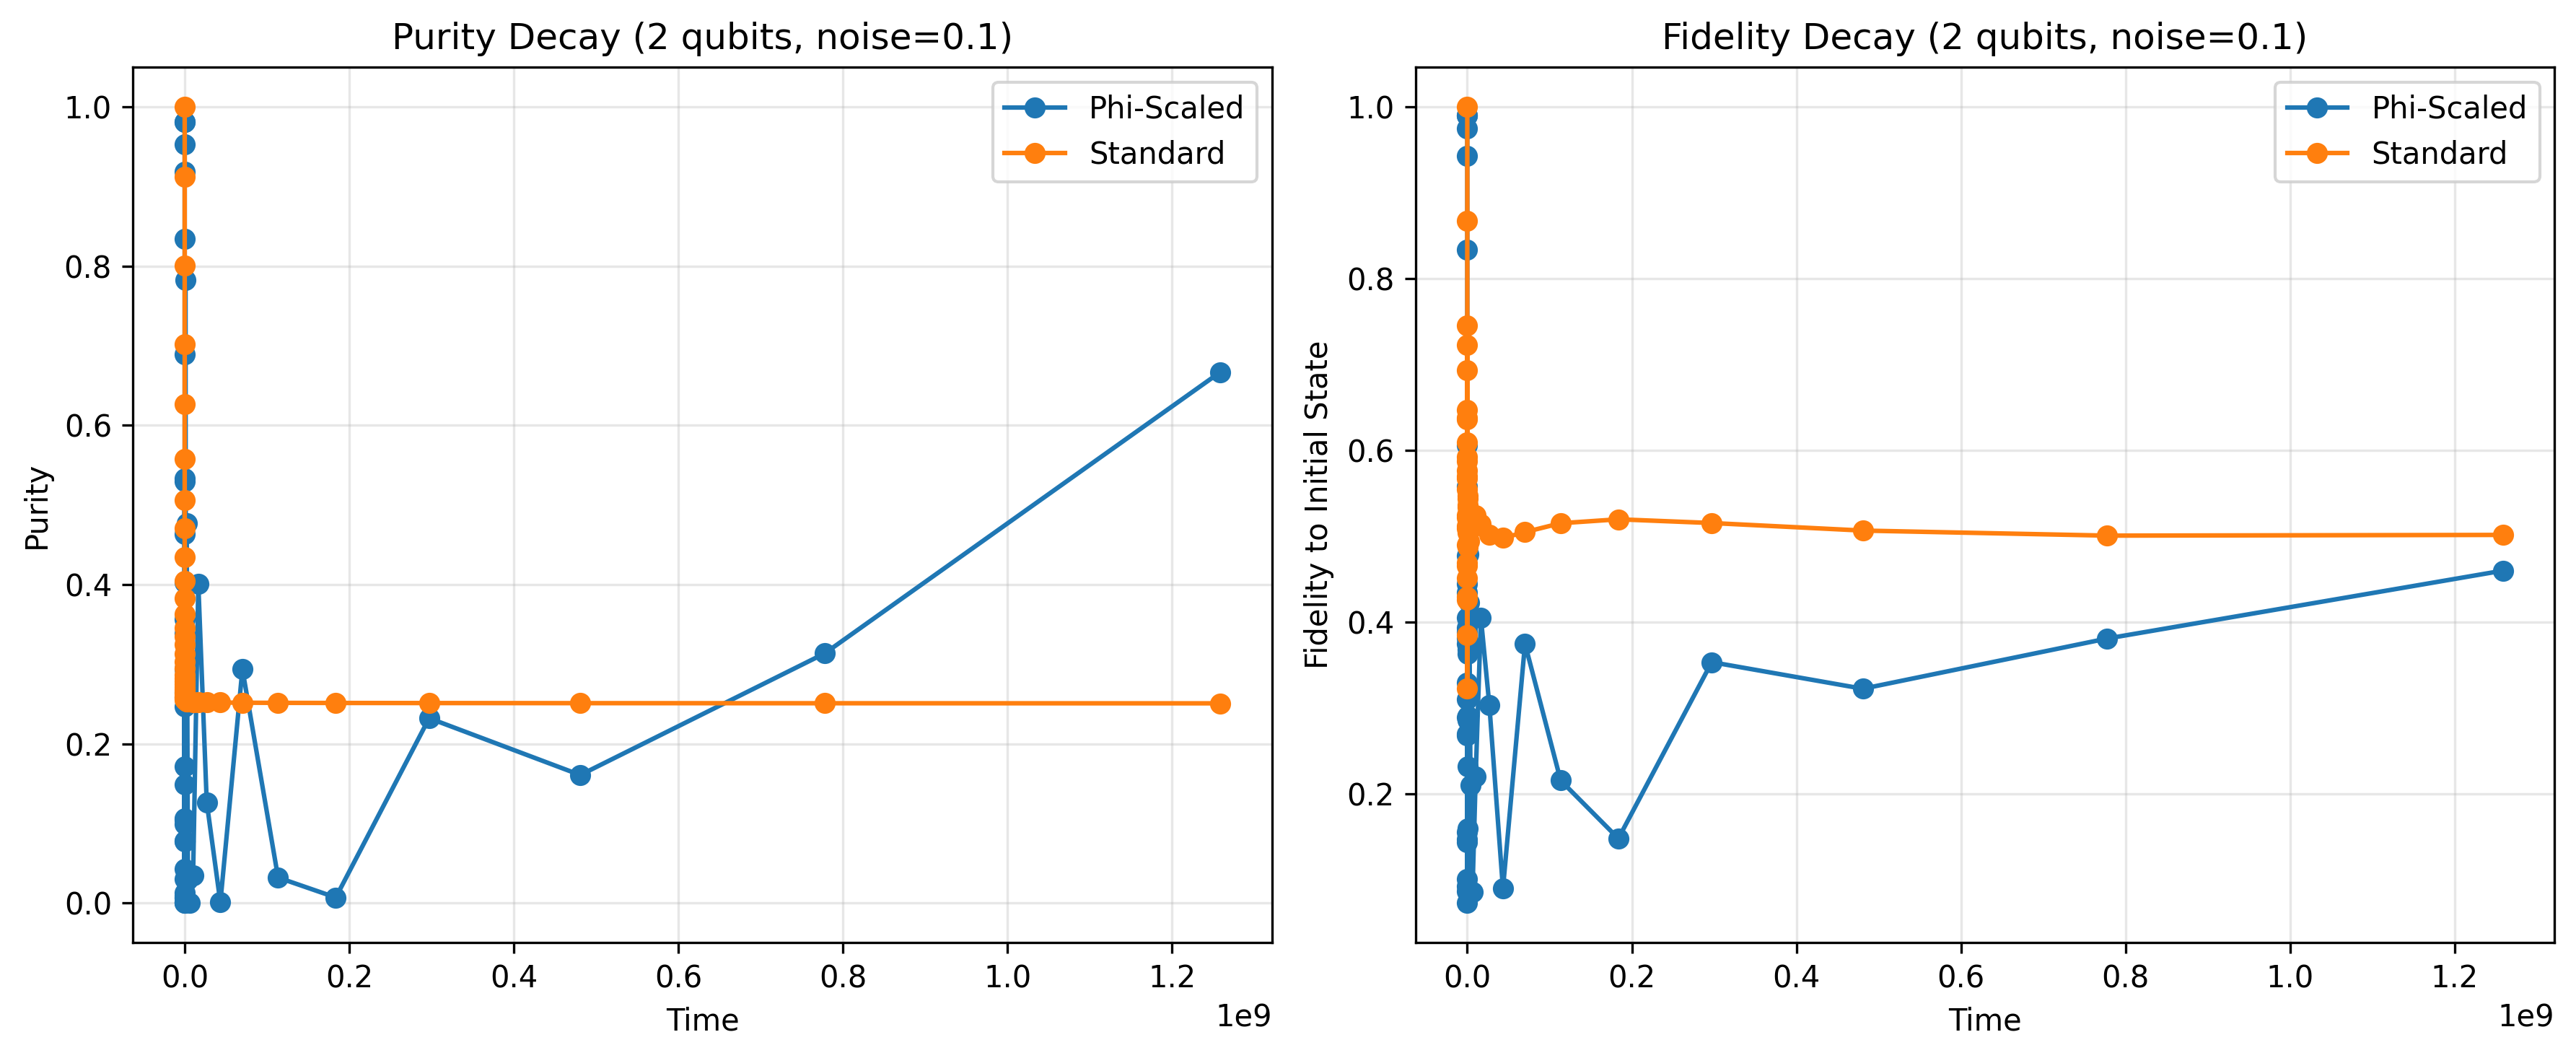 Purity Decay (2 qubits, noise=0.1)
Phi-Scaled
Standard
Purity
1.0
0.8
0.6
0.4
0.2
0.0
0.0 0.2 0.4 0.6 0.8 1.0 1.2
1e9
Time
Fidelity Decay (2 qubits, noise=0.1)
Phi-Scaled
Standard
Fidelity to Initial State
1.0
0.8
0.6
0.4
0.2
0.0 0.2 0.4 0.6 0.8 1.0 1.2
1e9
Time